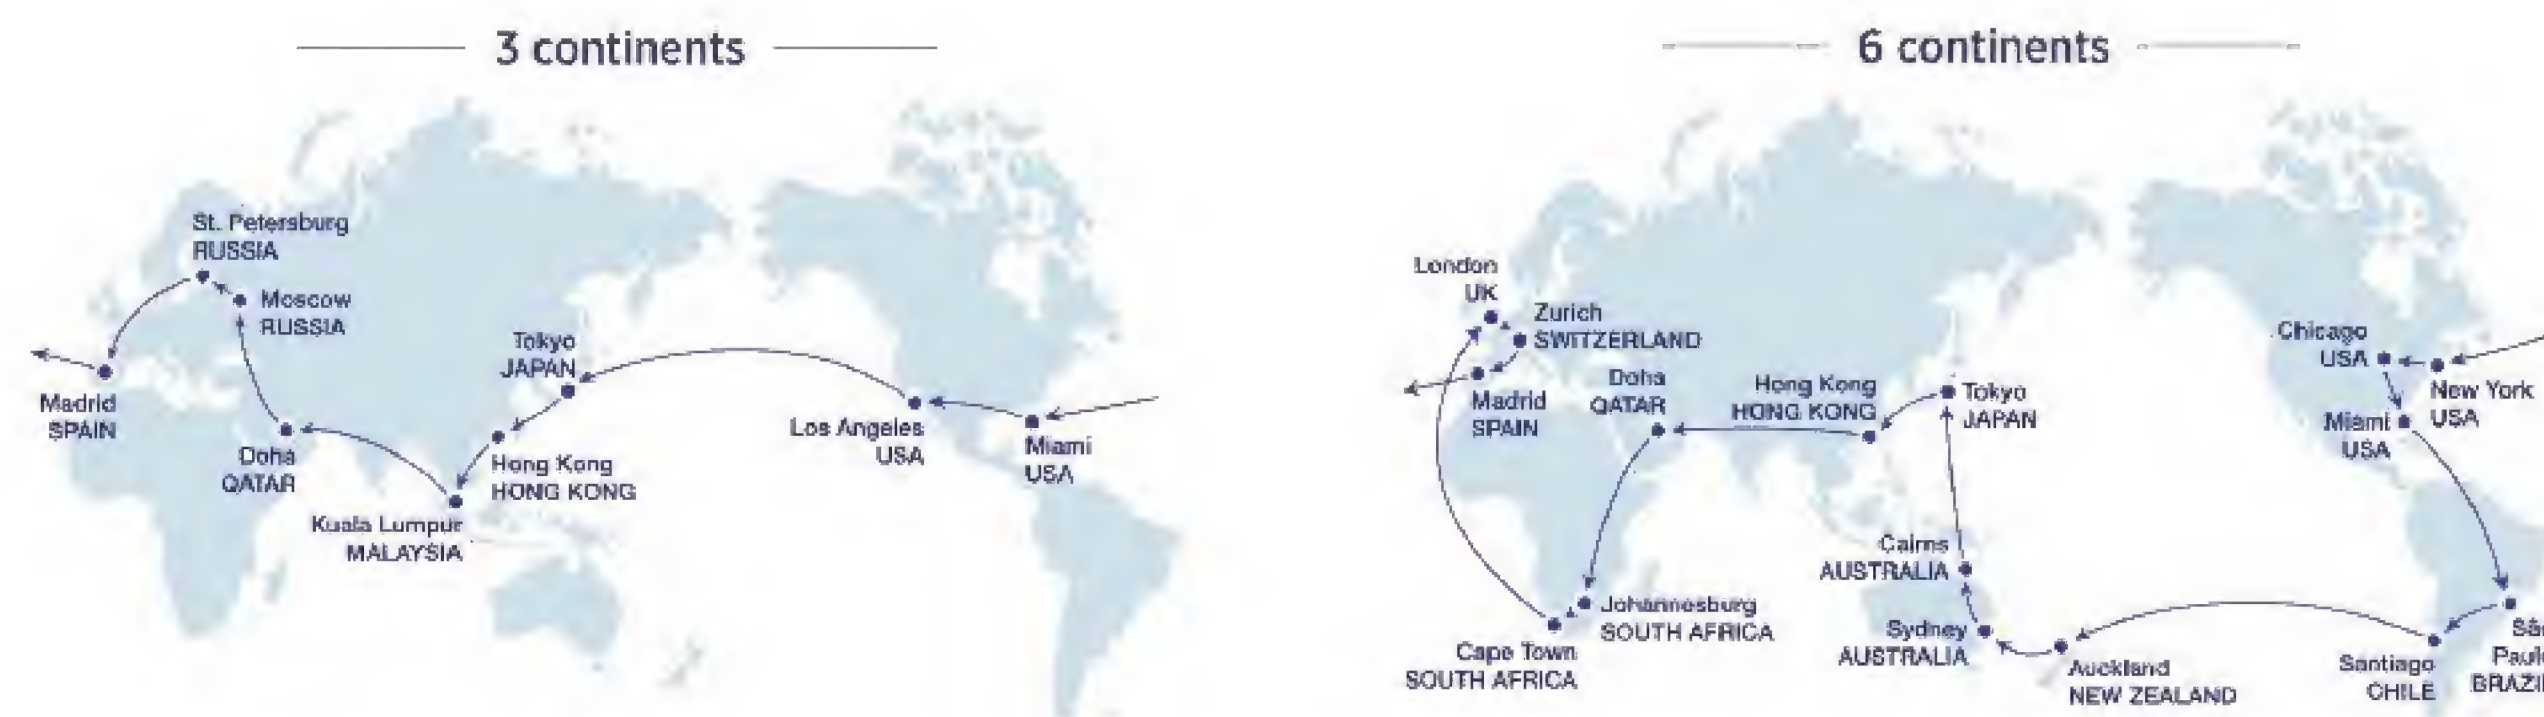 3 continents
St. Petersburg
RUSSIA
Moscow
RUSSIA
Tokyo
JAPAN
Madrid
SPAIN
Doha
QATAR
Hong Kong
HONG KONG
Kuala Lumpur
MALAYSIA
Los Angeles
USA
Miami
USA
6 continents
London
UK
Zurich
SWITZERLAND
Madrid
SPAIN
Doha
QATAR
Hong Kong
HONG KONG
Tokyo
JAPAN
Chicago
USA
New York
USA
Miami
USA
Cairns
AUSTRALIA
Johannesburg
SOUTH AFRICA
Cape Town
SOUTH AFRICA
Sydney
AUSTRALIA
Auckland
NEW ZEALAND
Santiago
CHILE